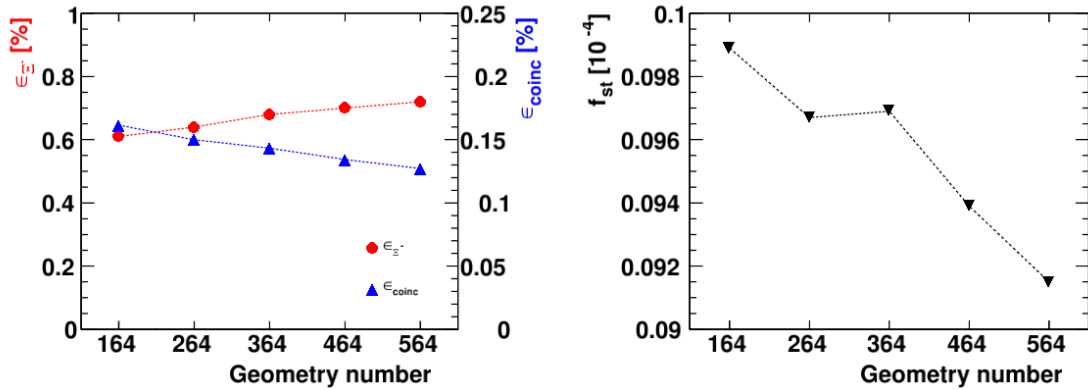 ϵ_Ξ⁻ [%]
1
0.8
0.6
0.4
0.2
0
0.25
0.2
0.15
0.1
0.05
0
ϵ_coinc [%]
ϵ_Ξ⁻
ϵ_coinc
164 264 364 464 564
Geometry number
f_st [10⁻⁴]
0.1
0.098
0.096
0.094
0.092
0.09
164 264 364 464 564
Geometry number